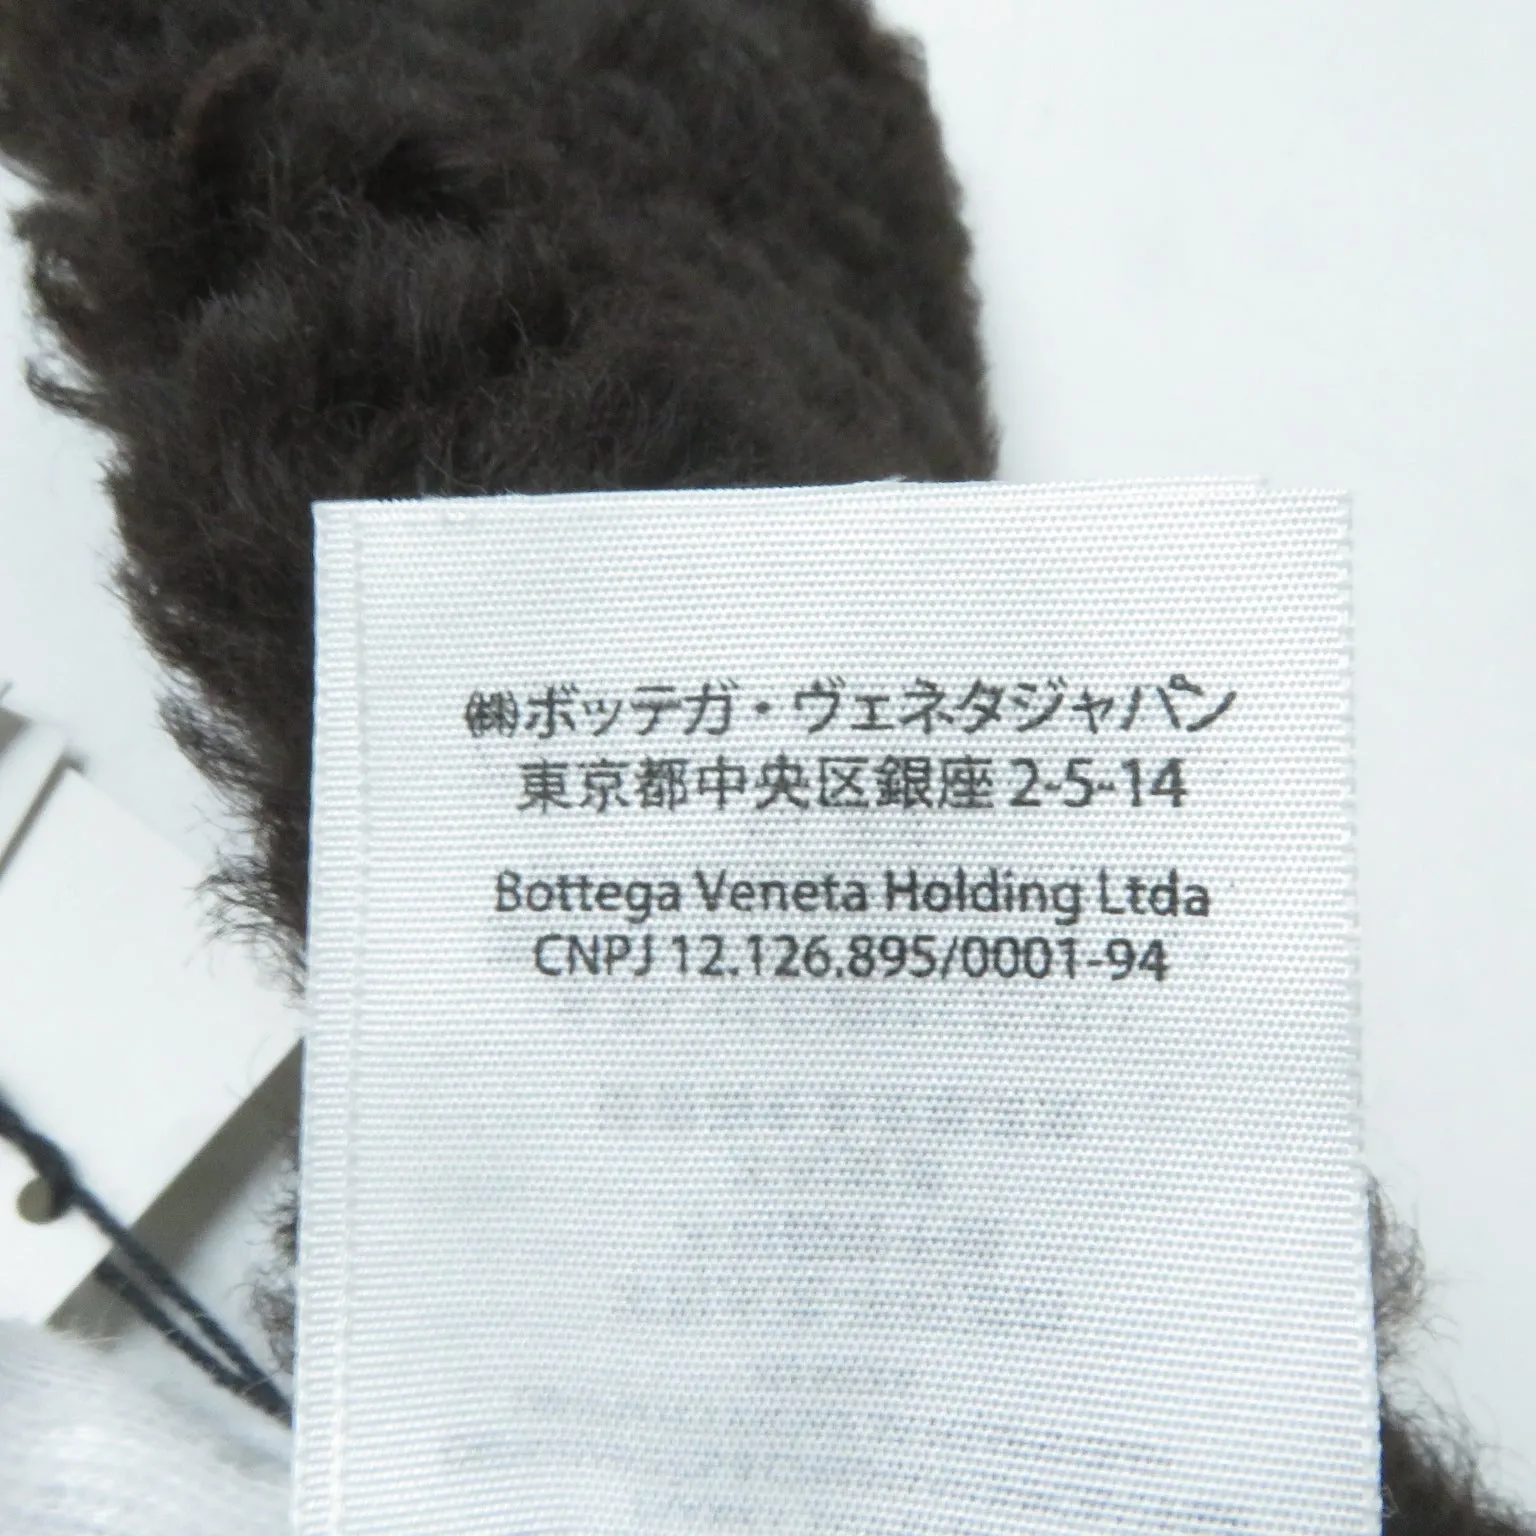 ㈱ボッテガ・ヴェネタジャパン
東京都中央区銀座 2-5-14
Bottega Veneta Holding Ltda
CNPJ 12.126.895/0001-94